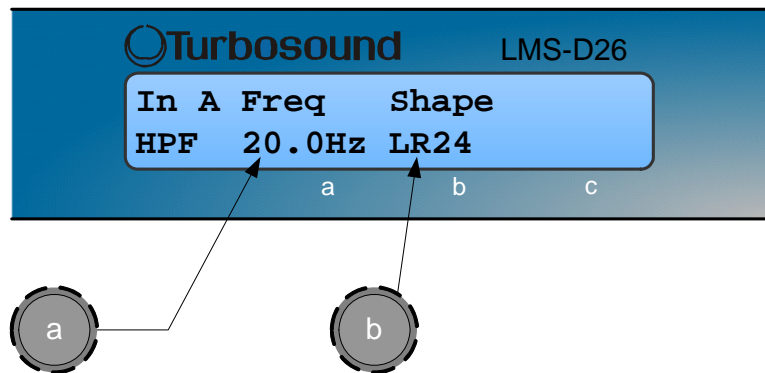 Turbosound LMS-D26
In A Freq Shape
HPF 20.0Hz LR24
a b c
a b